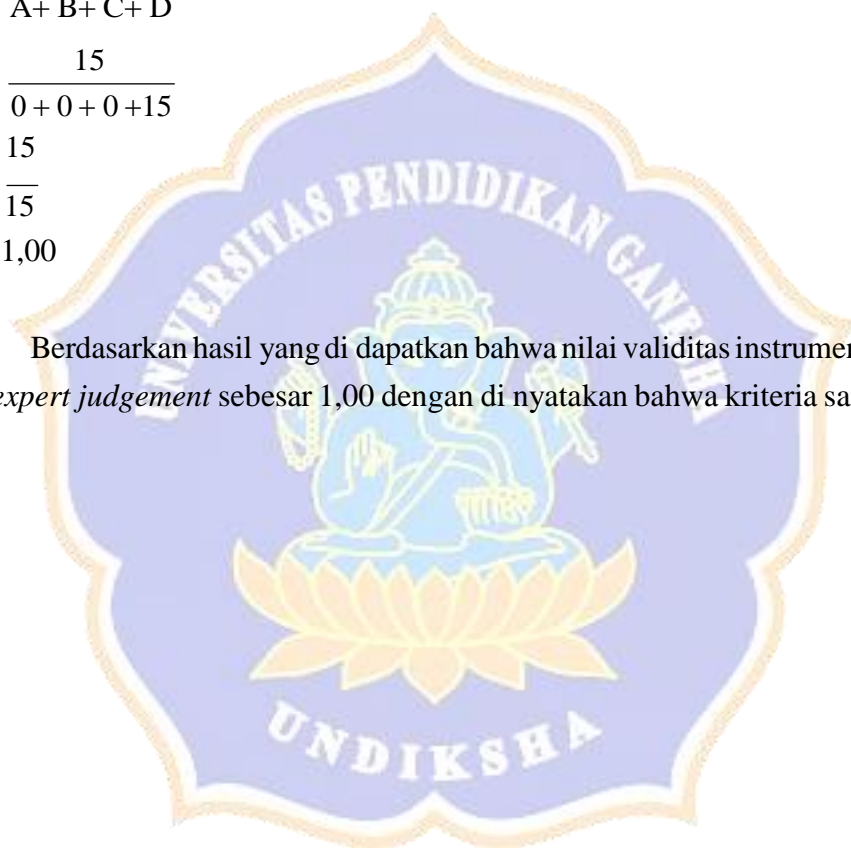 A+ B+ C+ D
15
0 + 0 + 0 +15
15
15
1,00
UNIVERSITAS PENDIDIKAN GANESHA
Berdasarkan hasil yang di dapatkan bahwa nilai validitas instrumen
expert judgement sebesar 1,00 dengan di nyatakan bahwa kriteria sa
UNDIKSHA